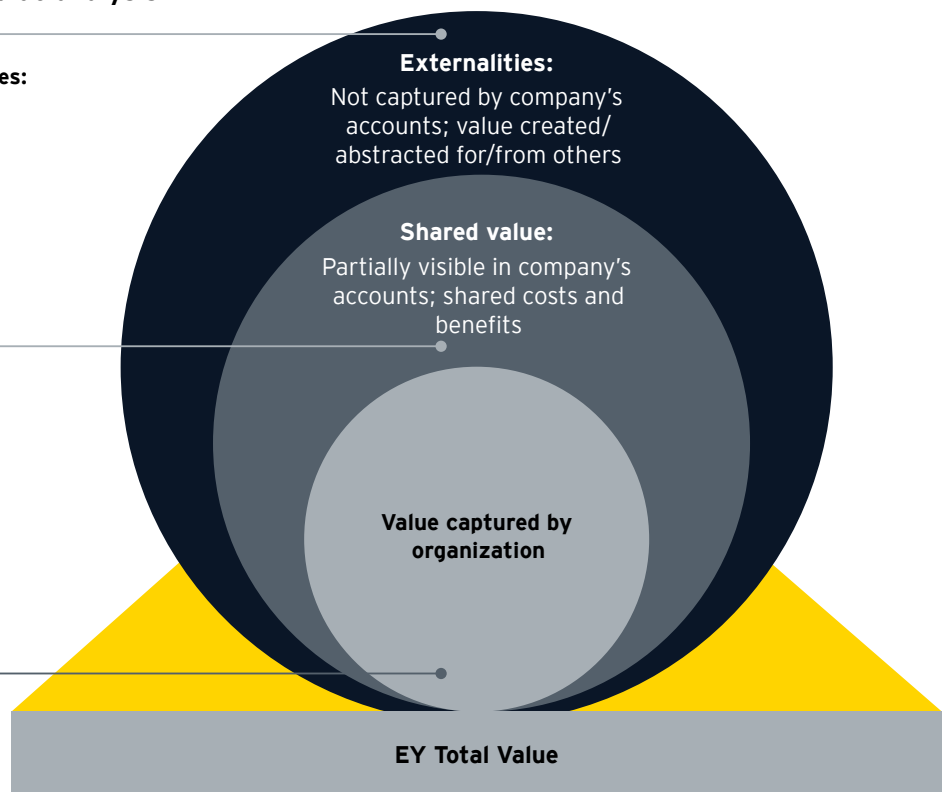 es:
Externalities:
Not captured by company's
accounts; value created/
abstracted for/from others
Shared value:
Partially visible in company's
accounts; shared costs and
benefits
Value captured by
organization
EY Total Value